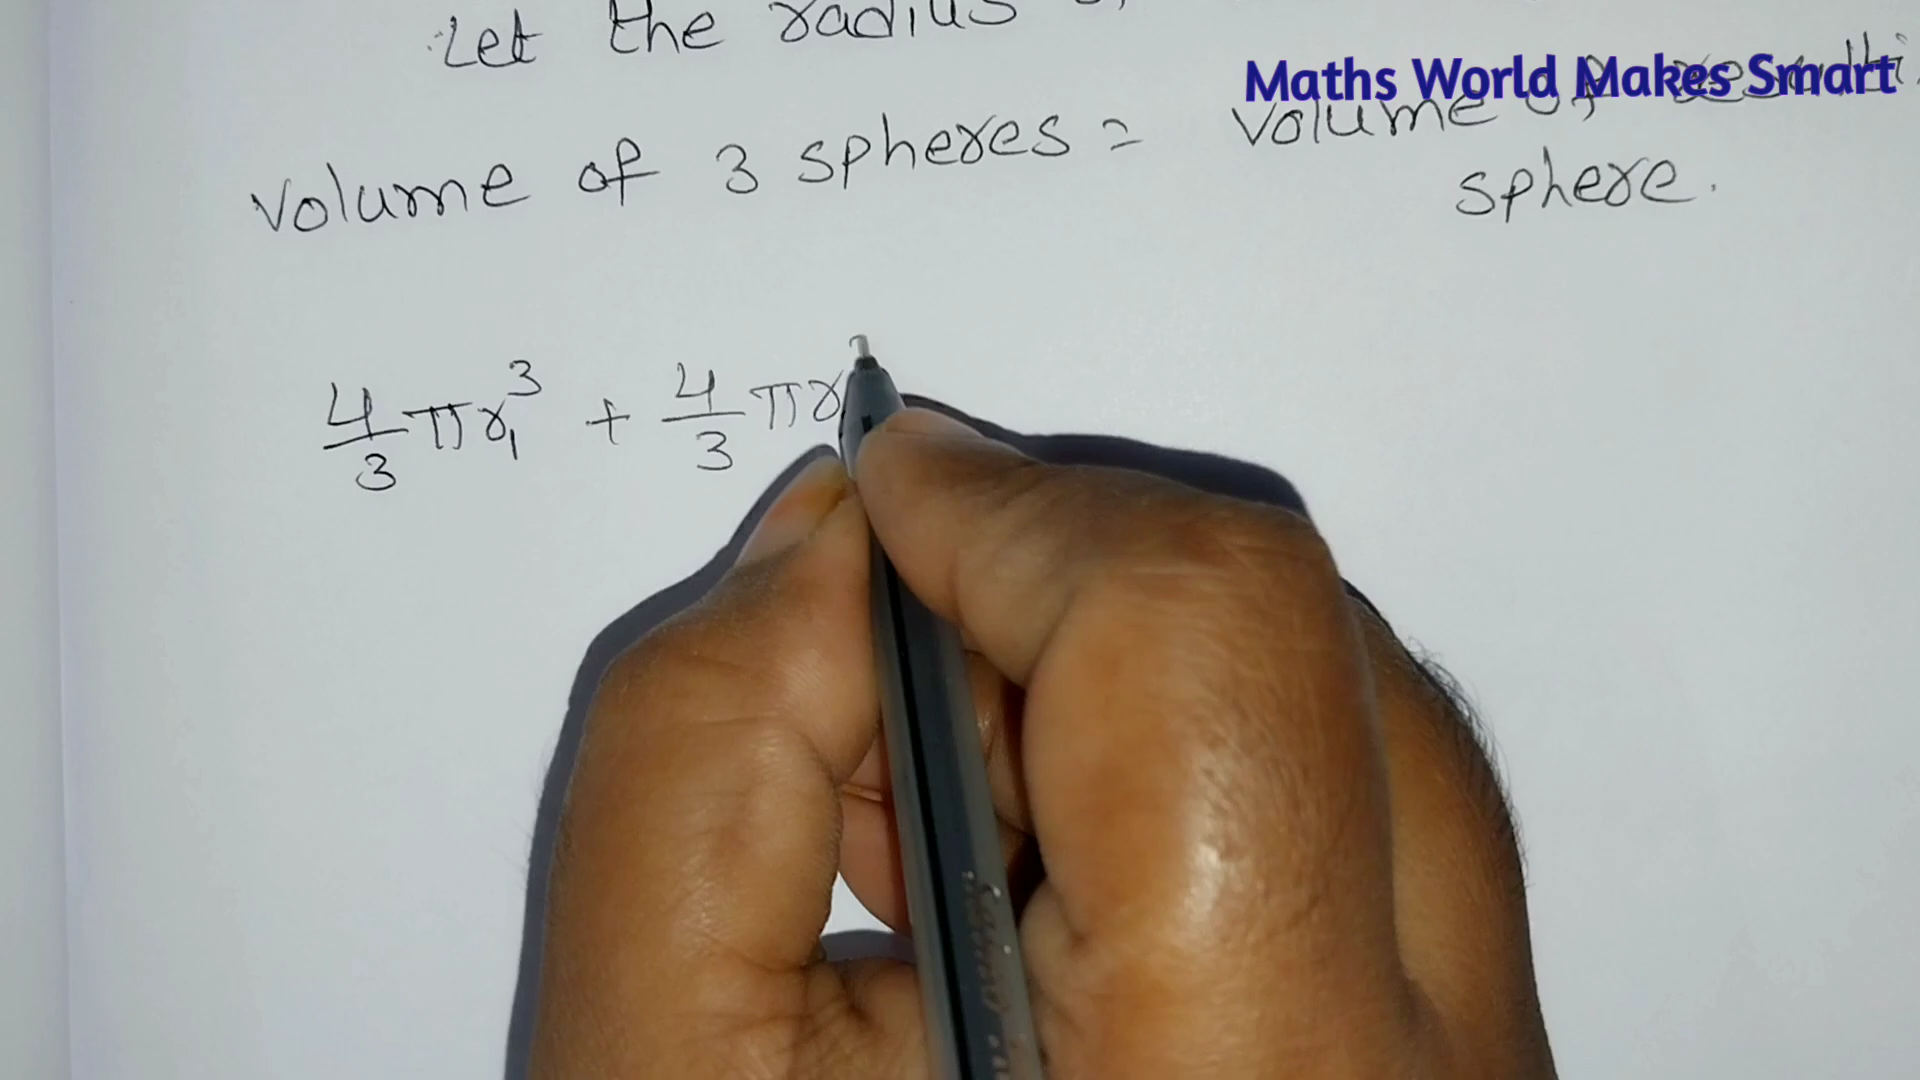 Let the radius
Maths World Makes Smart
Volume of 3 spheres = Volume of
sphere.
4/3 πr₁³ + 4/3 πr